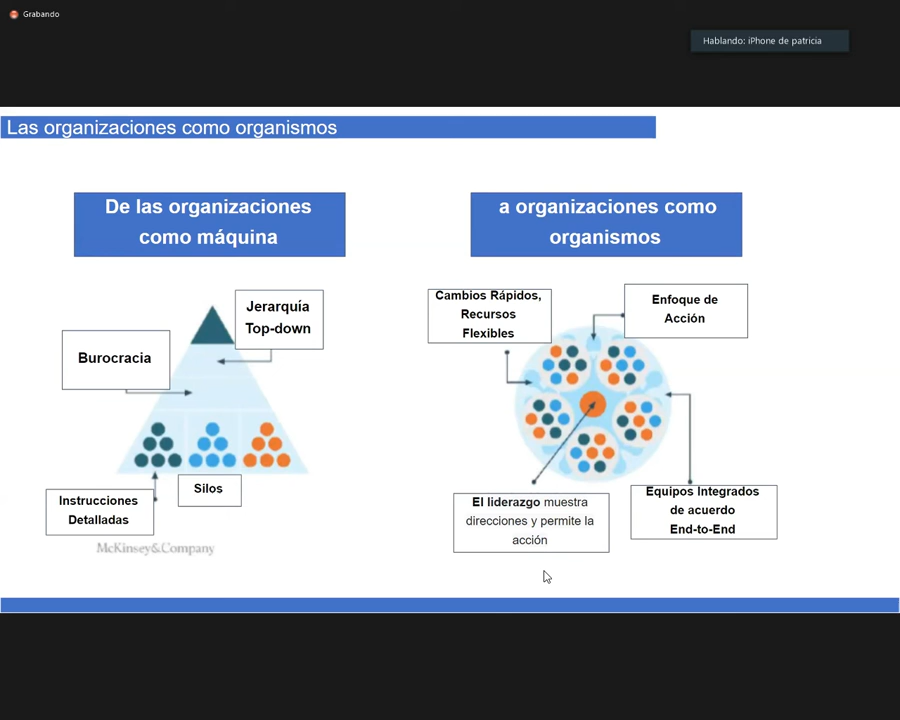 Grabando
Hablando: iPhone de patricia
Las organizaciones como organismos
De las organizaciones
como máquina
a organizaciones como
organismos
Jerarquía
Top-down
Burocracia
Silos
Instrucciones
Detalladas
McKinsey&Company
Cambios Rápidos,
Recursos
Flexibles
Enfoque de
Acción
El liderazgo muestra
direcciones y permite la
acción
Equipos Integrados
de acuerdo
End-to-End